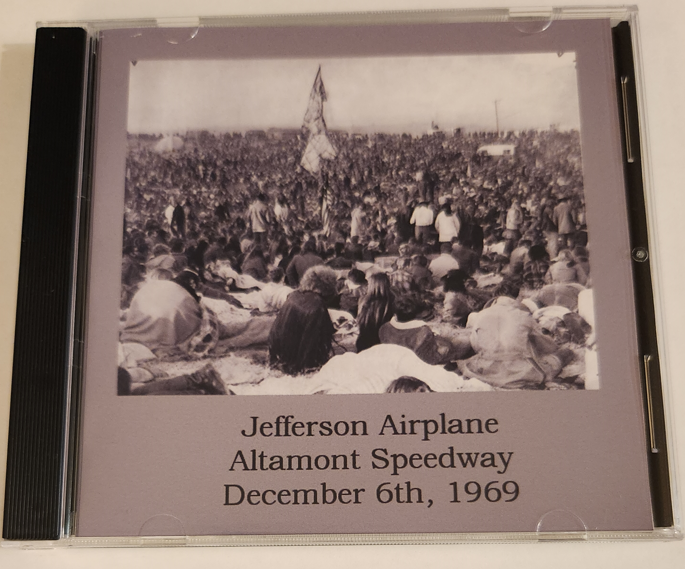 Jefferson Airplane
Altamont Speedway
December 6th, 1969